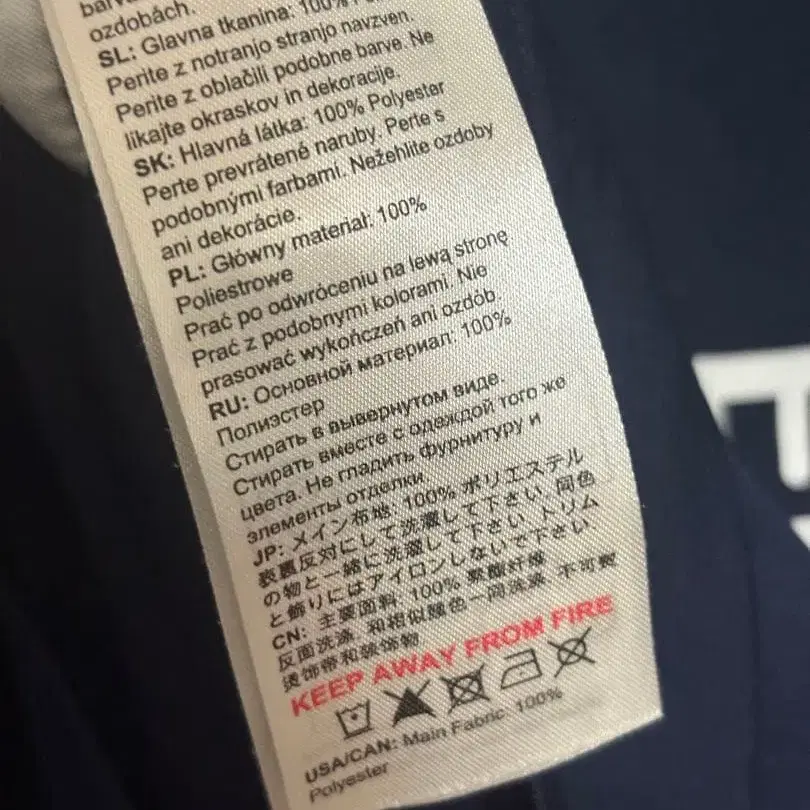 ozdobách.
SL: Glavna tkanina: 100%
Perite z notranjo stranjo navzven.
Perite z oblačili podobne barve. Ne
likajte okraskov in dekoracije.
SK: Hlavná látka: 100% Polyester
Perte prevrátené naruby. Perte s
podobnými farbami. Nežehlite ozdoby
ani dekorácie.
PL: Główny materiał: 100%
Poliestrowe
Prać po odwróceniu na lewą stronę
Prać z podobnymi kolorami. Nie
prasować wykończeń ani ozdób.
RU: Основной материал: 100%
Полиэстер
Стирать в вывернутом виде.
Стирать вместе с одеждой того же
цвета. Не гладить фурнитуру и
элементы отделки
JP: メイン布地: 100% ポリエステル
表裏反対にして洗濯して下さい. 同色
の物と一緒に洗濯して下さい. トリム
と飾りにはアイロンしないで下さい.
CN: 主要面料, 100% 聚酯纤维
反面洗涤, 和相似颜色一同洗涤, 不可熨
烫饰带和装饰物
KEEP AWAY FROM FIRE
USA/CAN: Main Fabric: 100%
Polyester